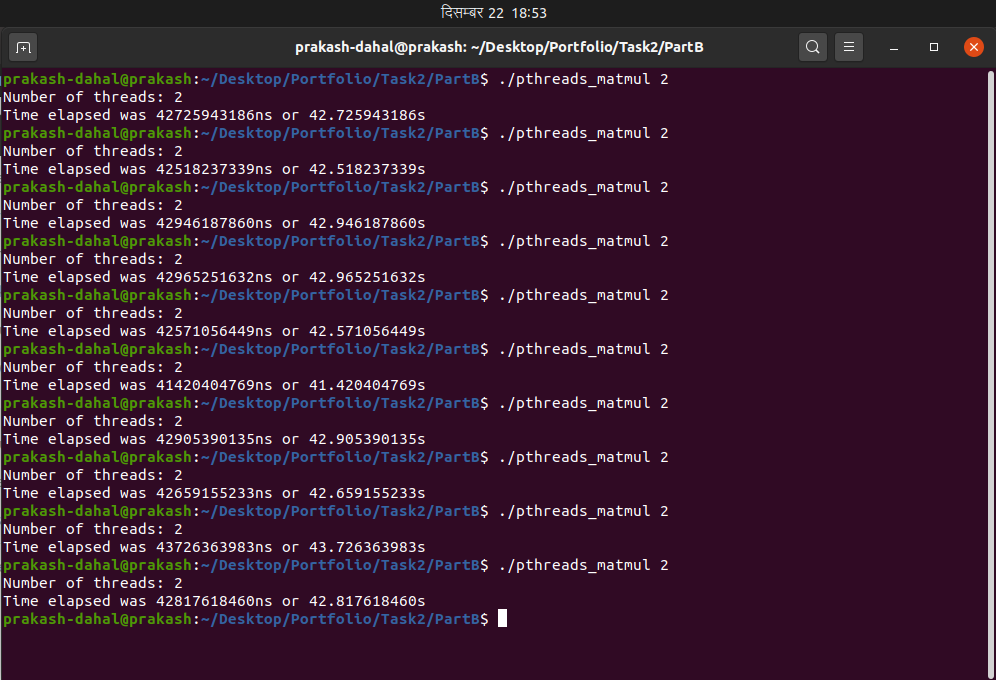 दिसम्बर 22 18:53
prakash-dahal@prakash: ~/Desktop/Portfolio/Task2/PartB
prakash-dahal@prakash:~/Desktop/Portfolio/Task2/PartB$ ./pthreads_matmul 2
Number of threads: 2
Time elapsed was 42725943186ns or 42.725943186s
prakash-dahal@prakash:~/Desktop/Portfolio/Task2/PartB$ ./pthreads_matmul 2
Number of threads: 2
Time elapsed was 42518237339ns or 42.518237339s
prakash-dahal@prakash:~/Desktop/Portfolio/Task2/PartB$ ./pthreads_matmul 2
Number of threads: 2
Time elapsed was 42946187860ns or 42.946187860s
prakash-dahal@prakash:~/Desktop/Portfolio/Task2/PartB$ ./pthreads_matmul 2
Number of threads: 2
Time elapsed was 42965251632ns or 42.965251632s
prakash-dahal@prakash:~/Desktop/Portfolio/Task2/PartB$ ./pthreads_matmul 2
Number of threads: 2
Time elapsed was 42571056449ns or 42.571056449s
prakash-dahal@prakash:~/Desktop/Portfolio/Task2/PartB$ ./pthreads_matmul 2
Number of threads: 2
Time elapsed was 41420404769ns or 41.420404769s
prakash-dahal@prakash:~/Desktop/Portfolio/Task2/PartB$ ./pthreads_matmul 2
Number of threads: 2
Time elapsed was 42905390135ns or 42.905390135s
prakash-dahal@prakash:~/Desktop/Portfolio/Task2/PartB$ ./pthreads_matmul 2
Number of threads: 2
Time elapsed was 42659155233ns or 42.659155233s
prakash-dahal@prakash:~/Desktop/Portfolio/Task2/PartB$ ./pthreads_matmul 2
Number of threads: 2
Time elapsed was 43726363983ns or 43.726363983s
prakash-dahal@prakash:~/Desktop/Portfolio/Task2/PartB$ ./pthreads_matmul 2
Number of threads: 2
Time elapsed was 42817618460ns or 42.817618460s
prakash-dahal@prakash:~/Desktop/Portfolio/Task2/PartB$